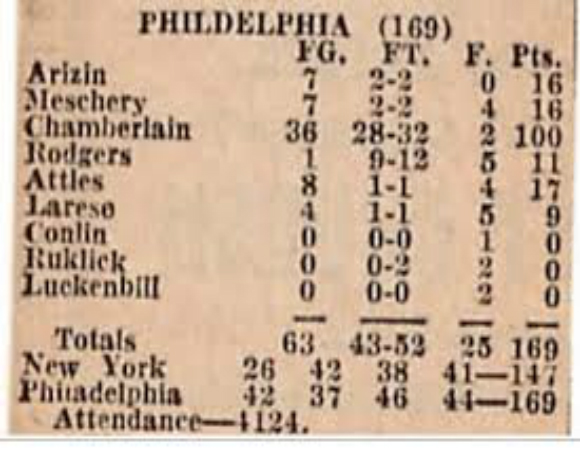 PHILDELPHIA (169)
FG. FT. F. Pts.
Arizin 7 2-2 0 16
Meschery 7 2-2 4 16
Chamberlain 36 28-32 2 100
Rodgers 1 9-12 5 11
Attles 8 1-1 4 17
Lareso 4 1-1 5 9
Conlin 0 0-0 1 0
Ruklick 0 0-2 2 0
Luckenbill 0 0-0 2 0
Totals 63 43-52 25 169
New York 26 42 38 41—147
Philadelphia 42 37 46 44—169
Attendance—4124.